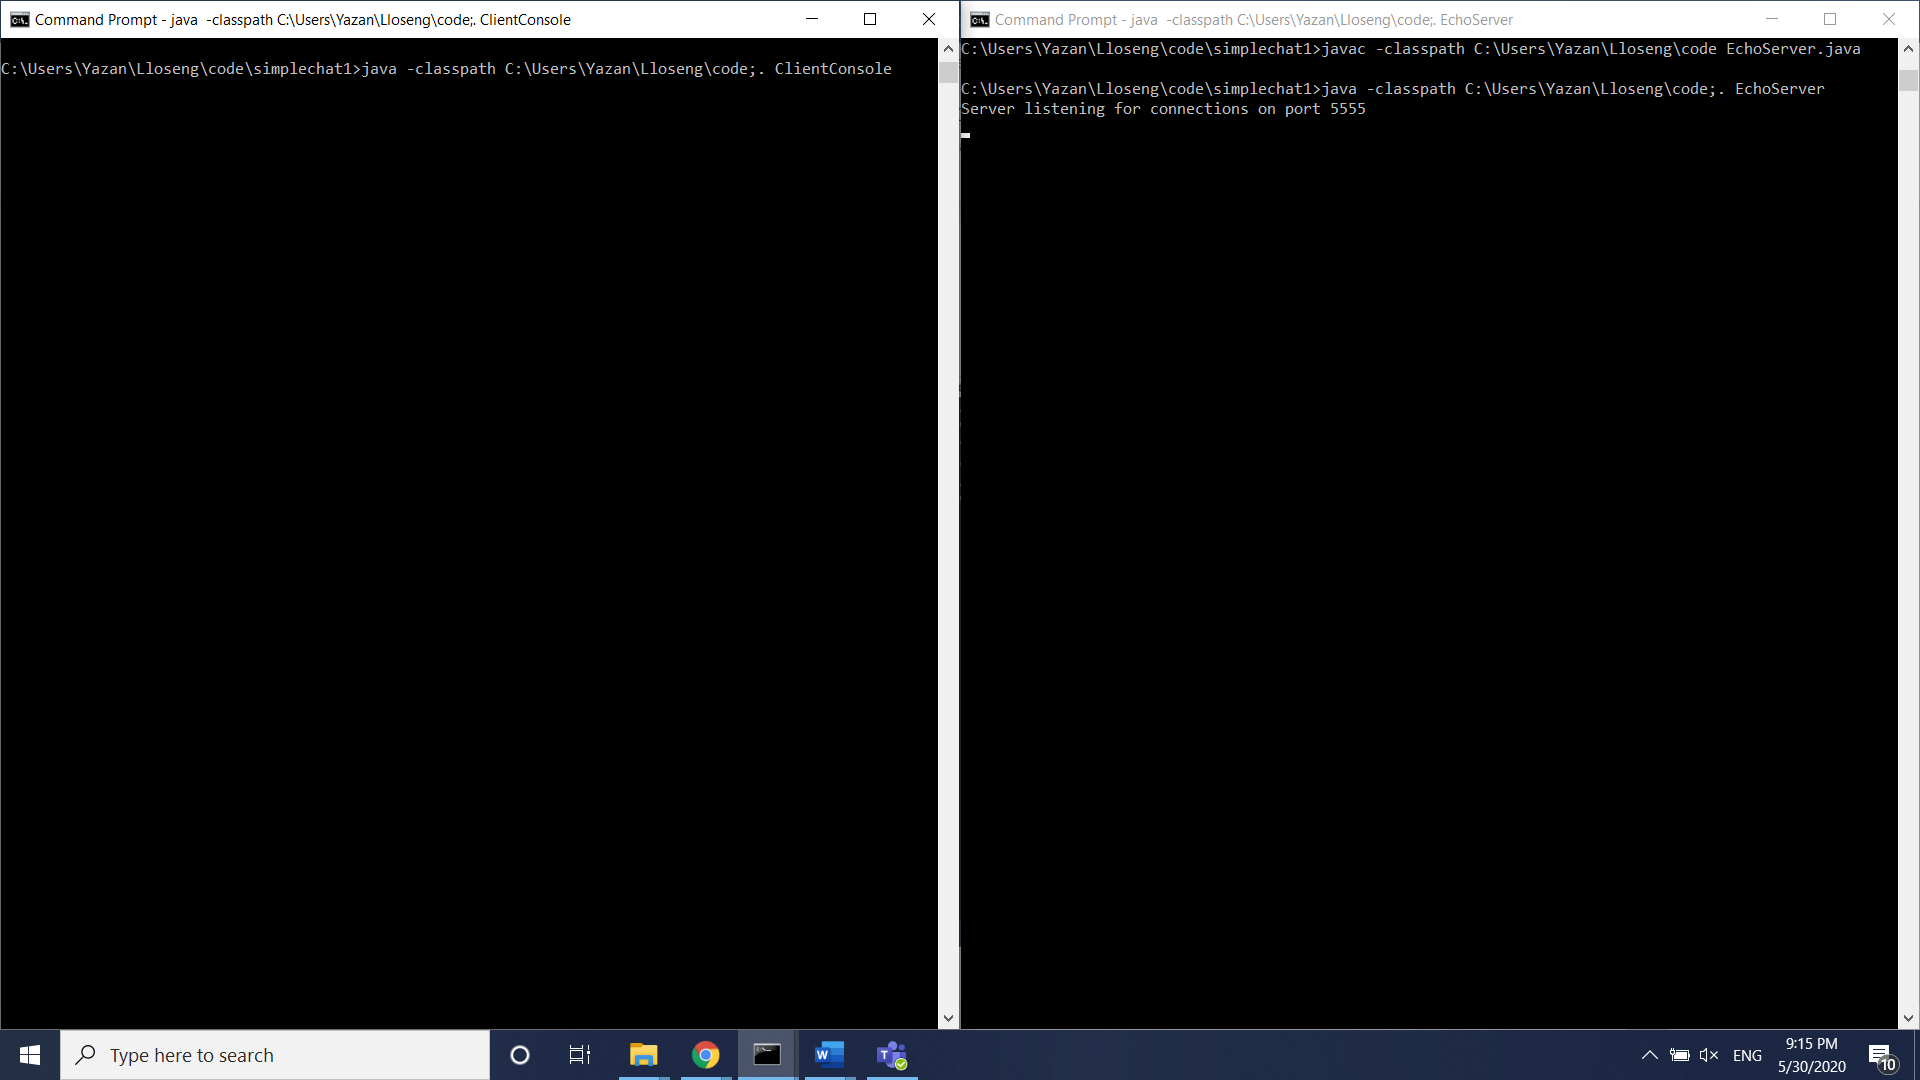 Command Prompt - java  -classpath C:\Users\Yazan\Lloseng\code;. ClientConsole
C:\Users\Yazan\Lloseng\code\simplechat1>java -classpath C:\Users\Yazan\Lloseng\code;. ClientConsole
Command Prompt - java  -classpath C:\Users\Yazan\Lloseng\code;. EchoServer
C:\Users\Yazan\Lloseng\code\simplechat1>javac -classpath C:\Users\Yazan\Lloseng\code EchoServer.java
C:\Users\Yazan\Lloseng\code\simplechat1>java -classpath C:\Users\Yazan\Lloseng\code;. EchoServer
Server listening for connections on port 5555
Type here to search
ENG
9:15 PM
5/30/2020
10